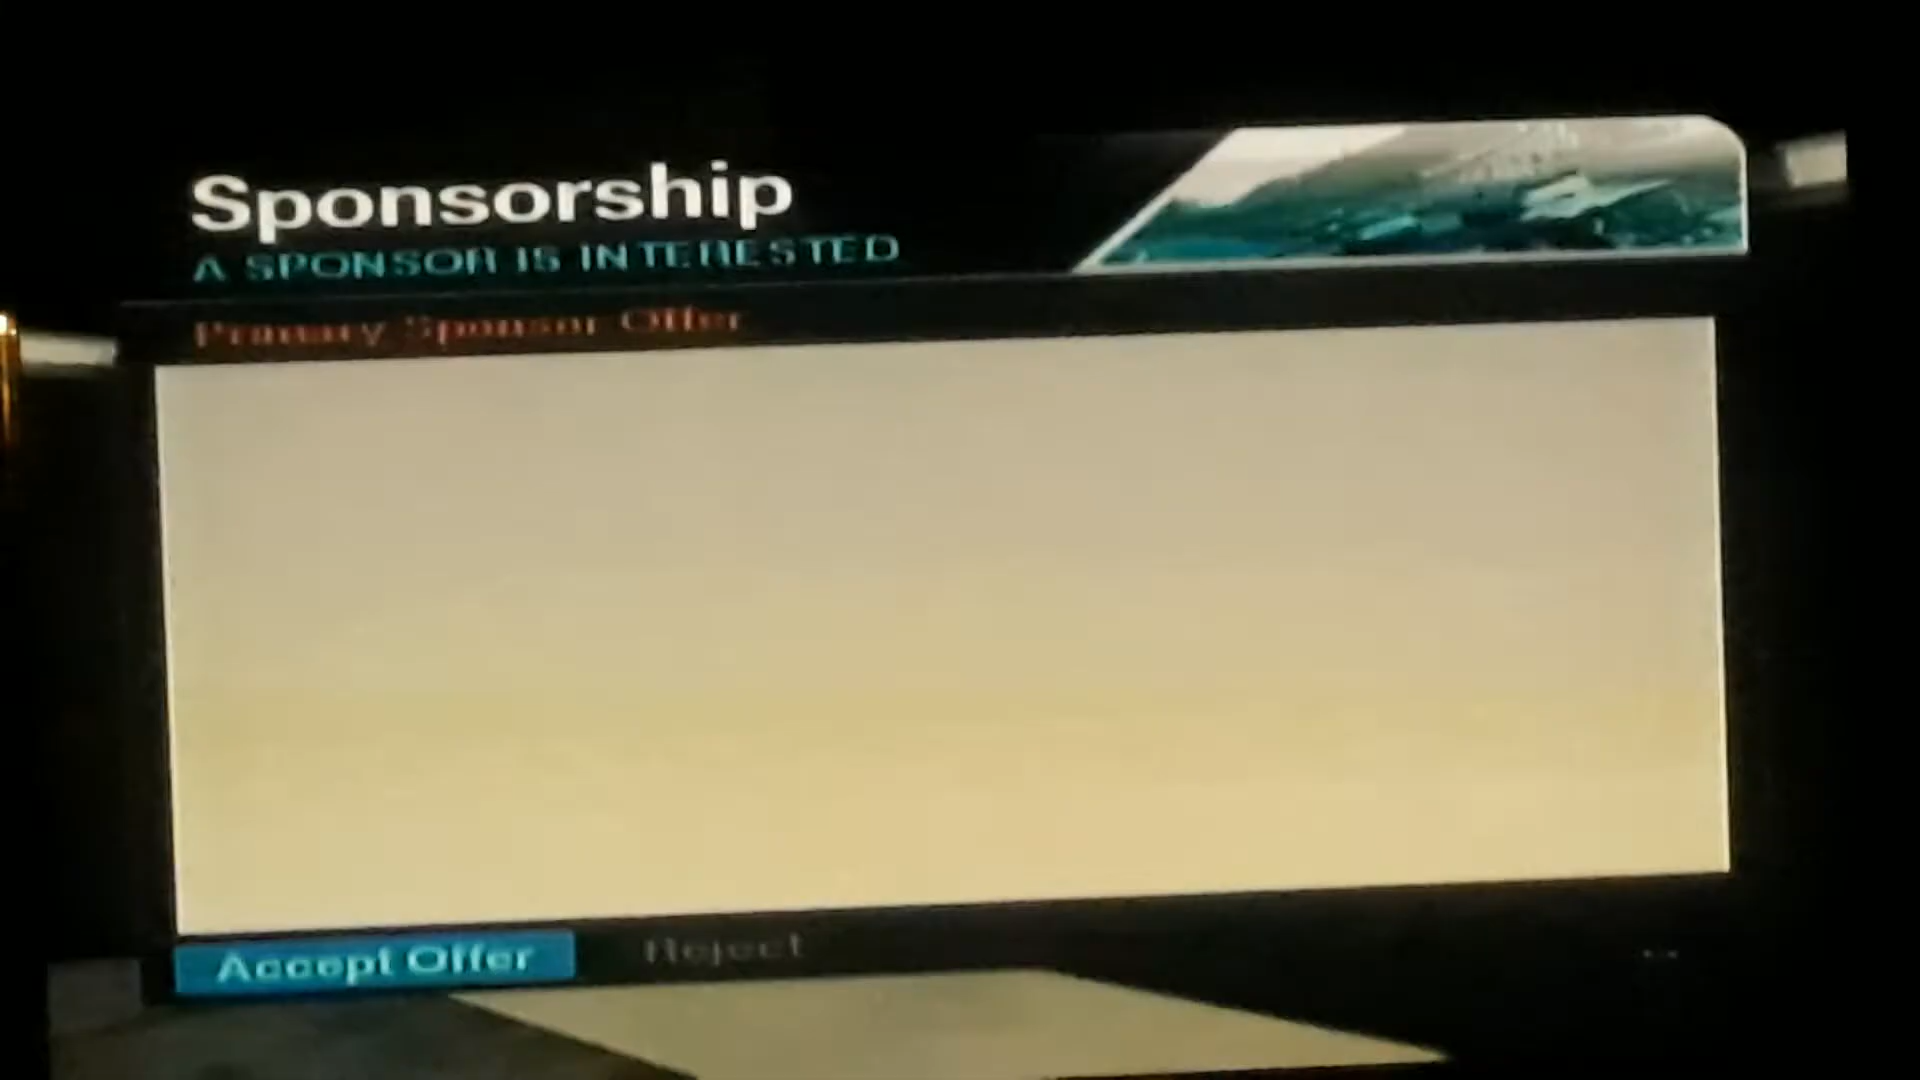 Sponsorship
A SPONSOR IS INTERESTED
Primary Sponsor Offer
Accept Offer
Reject